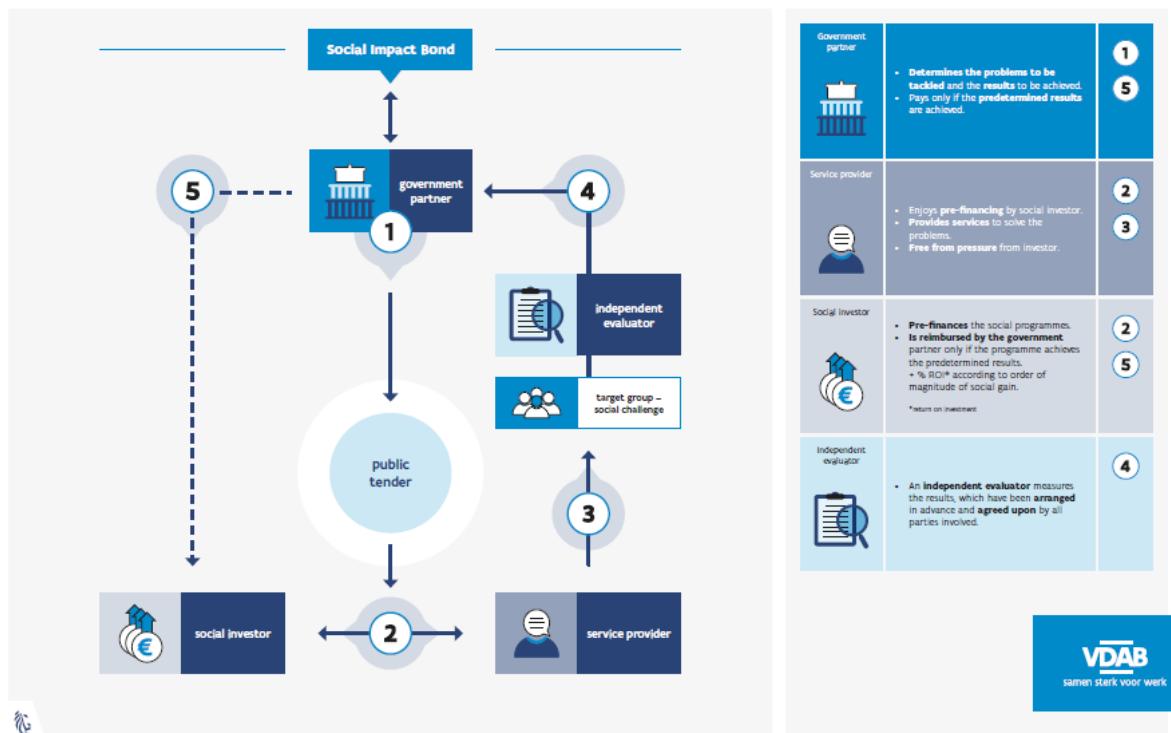 Social Impact Bond
5
government
partner
4
1
independent
evaluator
target group –
social challenge
public
tender
3
social investor
2
service provider
Government
partner
• Determines the problems to be
tackled and the results to be achieved.
• Pays only if the predetermined results
are achieved.
1
5
Service provider
• Enjoys pre-financing by social investor.
• Provides services to solve the
problems.
• Free from pressure from investor.
2
3
Social investor
• Pre-finances the social programmes.
• Is reimbursed by the government
partner only if the programme achieves
the predetermined results.
+ % ROI* according to order of
magnitude of social gain.
*return on investment
2
5
€
€
Independent
evaluator
• An independent evaluator measures
the results, which have been arranged
in advance and agreed upon by all
parties involved.
4
VDAB
samen sterk voor werk